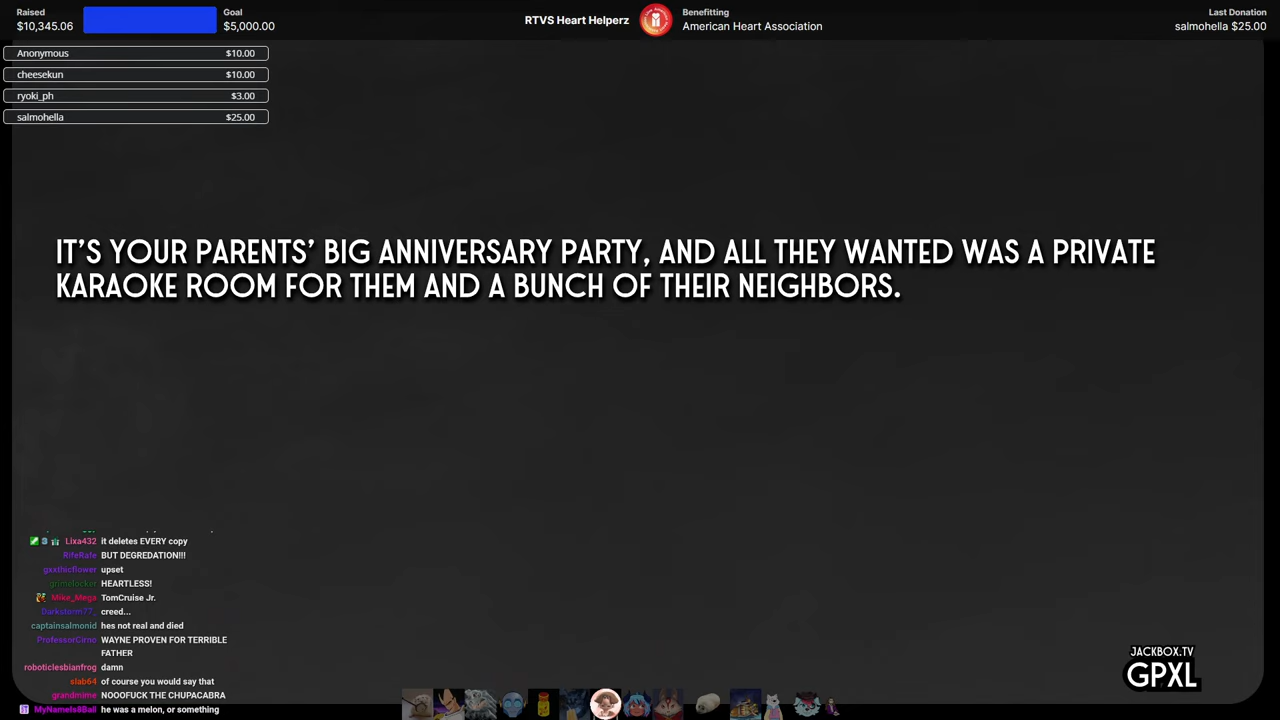 Raised
$10,345.06
Goal
$5,000.00
RTVS Heart Helperz
Benefitting
American Heart Association
Last Donation
salmohella $25.00
Anonymous $10.00
cheesekun $10.00
ryoki_ph $3.00
salmohella $25.00
IT'S YOUR PARENTS' BIG ANNIVERSARY PARTY, AND ALL THEY WANTED WAS A PRIVATE
KARAOKE ROOM FOR THEM AND A BUNCH OF THEIR NEIGHBORS.
Lixa432 it deletes EVERY copy
RifeRafe BUT DEGREDATION!!!
gxxthicflower upset
grimelocker HEARTLESS!
Mike_Mega TomCruise Jr.
Darkstorm77_ creed...
captainsalmonid hes not real and died
ProfessorCirno WAYNE PROVEN FOR TERRIBLE
FATHER
roboticlesbianfrog damn
slab64 of course you would say that
grandmime NOOOFUCK THE CHUPACABRA
MyNameIs8Ball he was a melon, or something
JACKBOX.TV
GPXL